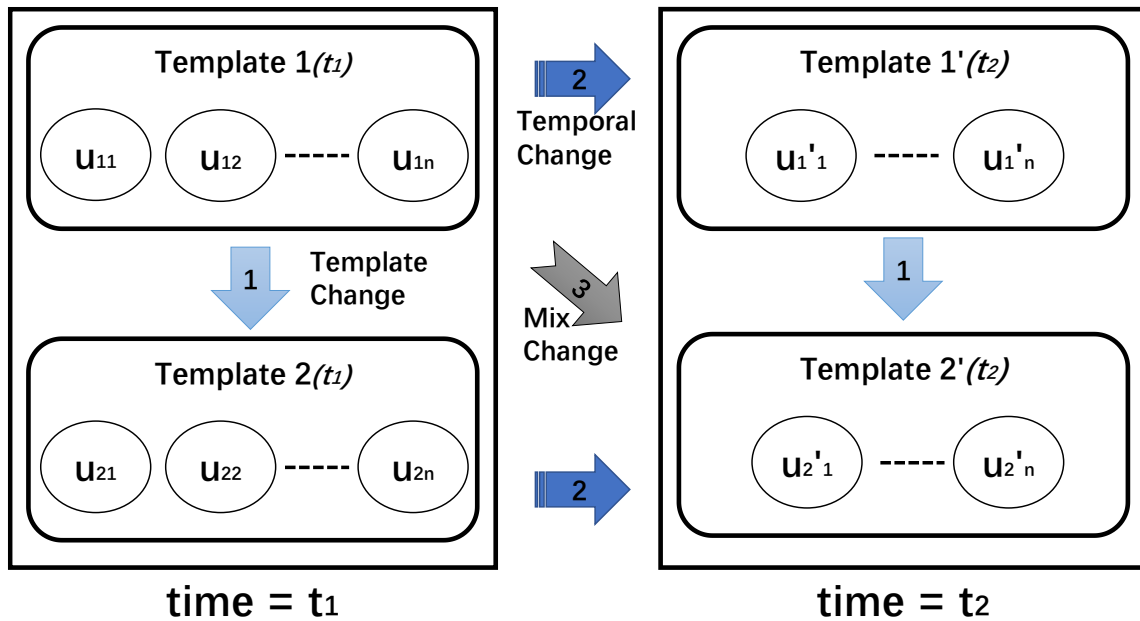 Template 1(t₁)
u₁₁ u₁₂ ----- u₁ₙ
2
Temporal
Change
Template 1'(t₂)
u₁'₁ ----- u₁'ₙ
1
Template
Change
3
Mix
Change
1
Template 2(t₁)
u₂₁ u₂₂ ----- u₂ₙ
2
Template 2'(t₂)
u₂'₁ ----- u₂'ₙ
time = t₁
time = t₂